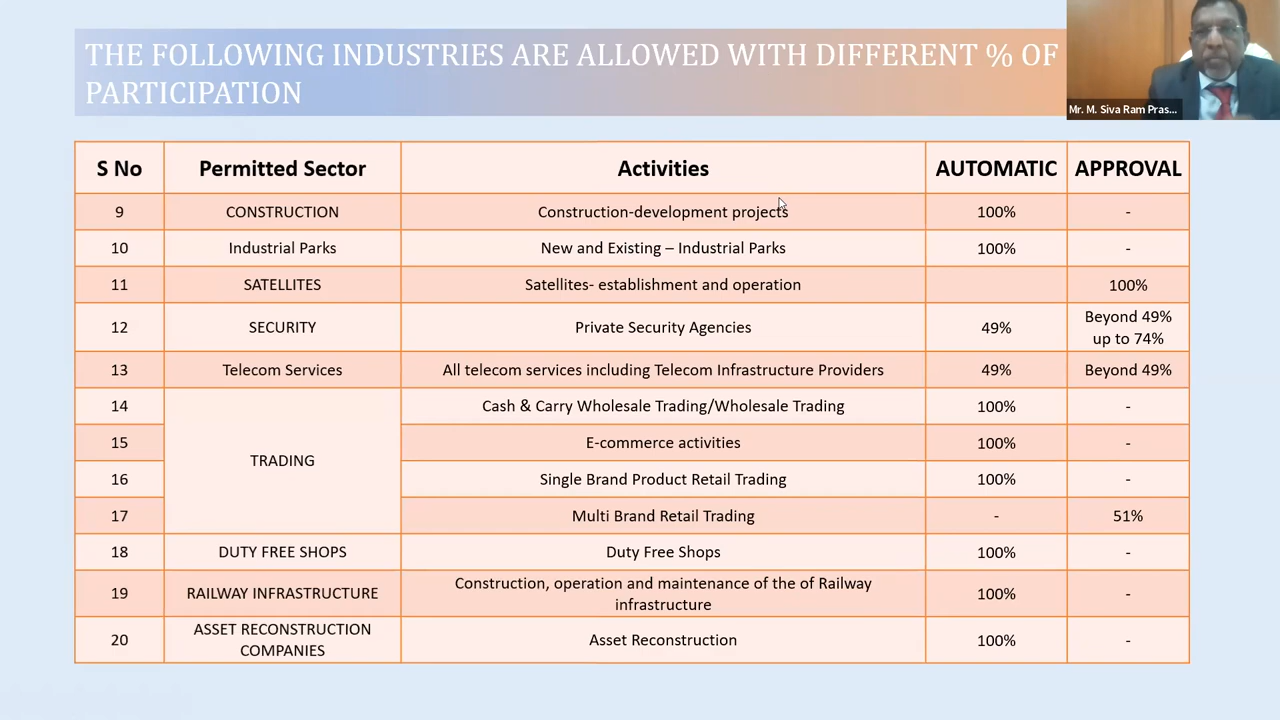 THE FOLLOWING INDUSTRIES ARE ALLOWED WITH DIFFERENT % OF
PARTICIPATION
Mr. M. Siva Ram Pras...
S No Permitted Sector Activities AUTOMATIC APPROVAL
9 CONSTRUCTION Construction-development projects 100% -
10 Industrial Parks New and Existing – Industrial Parks 100% -
11 SATELLITES Satellites- establishment and operation 100%
12 SECURITY Private Security Agencies 49% Beyond 49%
up to 74%
13 Telecom Services All telecom services including Telecom Infrastructure Providers 49% Beyond 49%
14 Cash & Carry Wholesale Trading/Wholesale Trading 100% -
15 E-commerce activities 100% -
TRADING
16 Single Brand Product Retail Trading 100% -
17 Multi Brand Retail Trading - 51%
18 DUTY FREE SHOPS Duty Free Shops 100% -
19 RAILWAY INFRASTRUCTURE Construction, operation and maintenance of the of Railway
infrastructure 100% -
20 ASSET RECONSTRUCTION
COMPANIES Asset Reconstruction 100% -